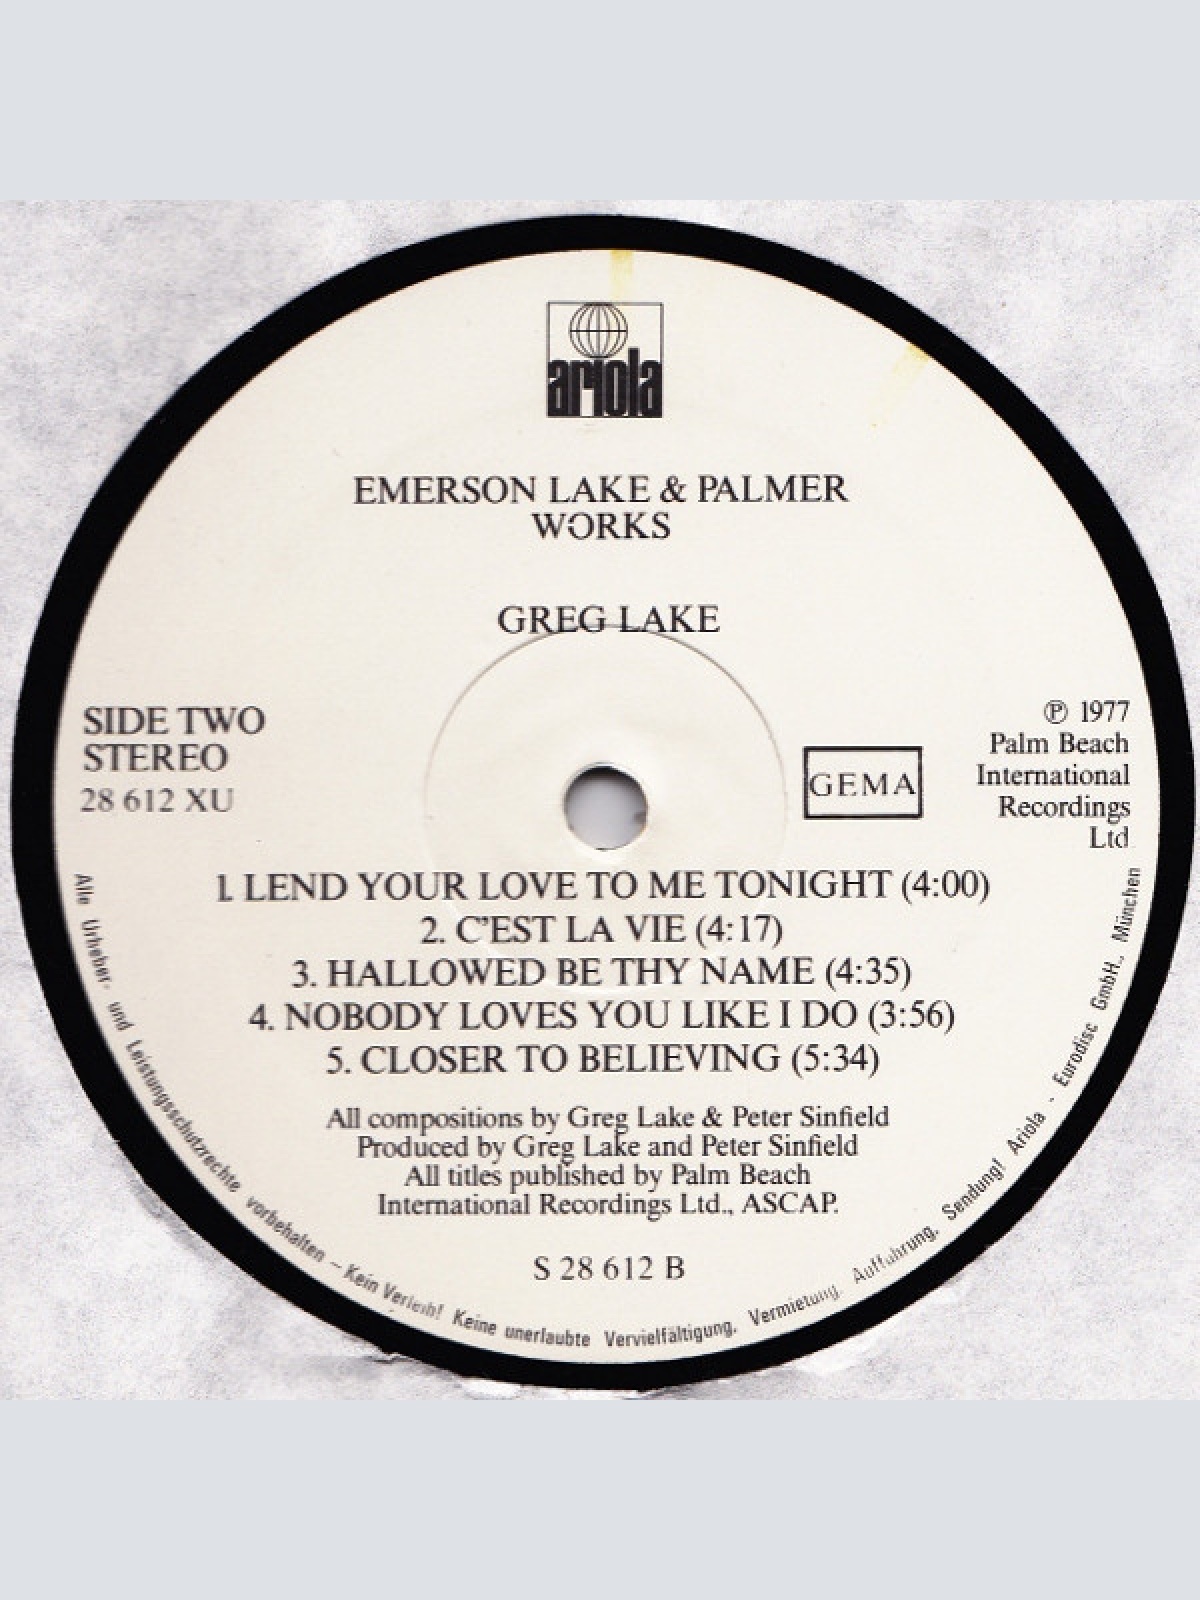 ariola
EMERSON LAKE & PALMER
WORKS
GREG LAKE
SIDE TWO
STEREO
28 612 XU
GEMA
℗ 1977
Palm Beach
International
Recordings
Ltd
1. LEND YOUR LOVE TO ME TONIGHT (4:00)
2. C'EST LA VIE (4:17)
3. HALLOWED BE THY NAME (4:35)
4. NOBODY LOVES YOU LIKE I DO (3:56)
5. CLOSER TO BELIEVING (5:34)
All compositions by Greg Lake & Peter Sinfield
Produced by Greg Lake and Peter Sinfield
All titles published by Palm Beach
International Recordings Ltd., ASCAP.
S 28 612 B
Alle Urheber- und Leistungsschutzrechte vorbehalten – Kein Verleih! Keine unerlaubte Vervielfältigung, Vermietung, Aufführung, Sendung! Ariola - Eurodisc GmbH., München